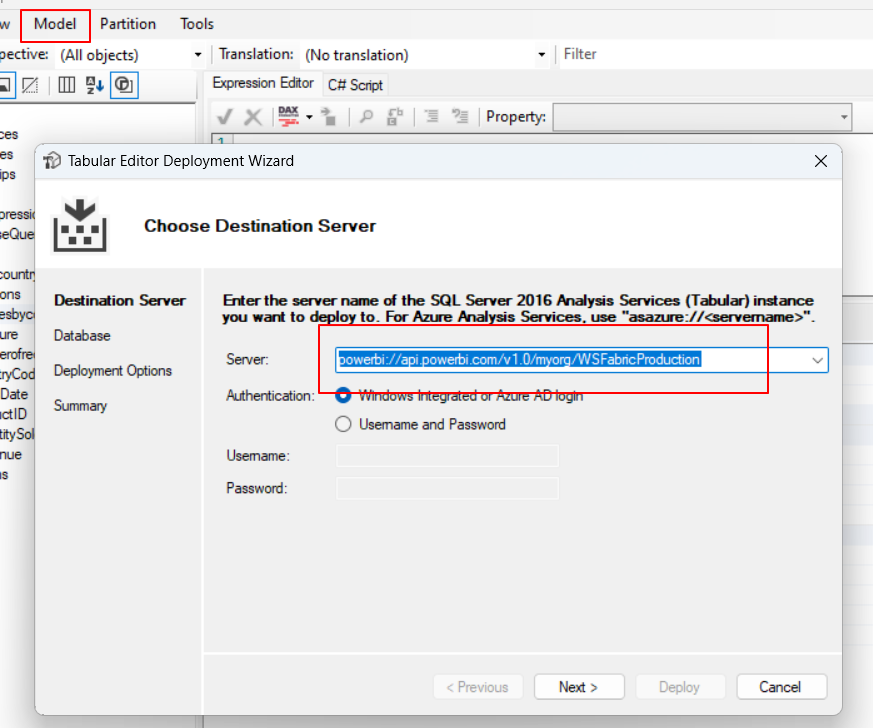 w Model Partition Tools
pective: (All objects) Translation: (No translation) Filter
Expression Editor C# Script
DAX Property:
1
ces
es
ips
pressio
seQue
country
ons
esbyco
ure
erofree
tryCod
Date
uctID
titySol
nue
s
Tabular Editor Deployment Wizard
Choose Destination Server
Destination Server
Database
Deployment Options
Summary
Enter the server name of the SQL Server 2016 Analysis Services (Tabular) instance
you want to deploy to. For Azure Analysis Services, use "asazure://<servername>".
Server: powerbi://api.powerbi.com/v1.0/myorg/WSFabricProduction
Authentication: Windows Integrated or Azure AD login
Username and Password
Username:
Password:
< Previous Next > Deploy Cancel